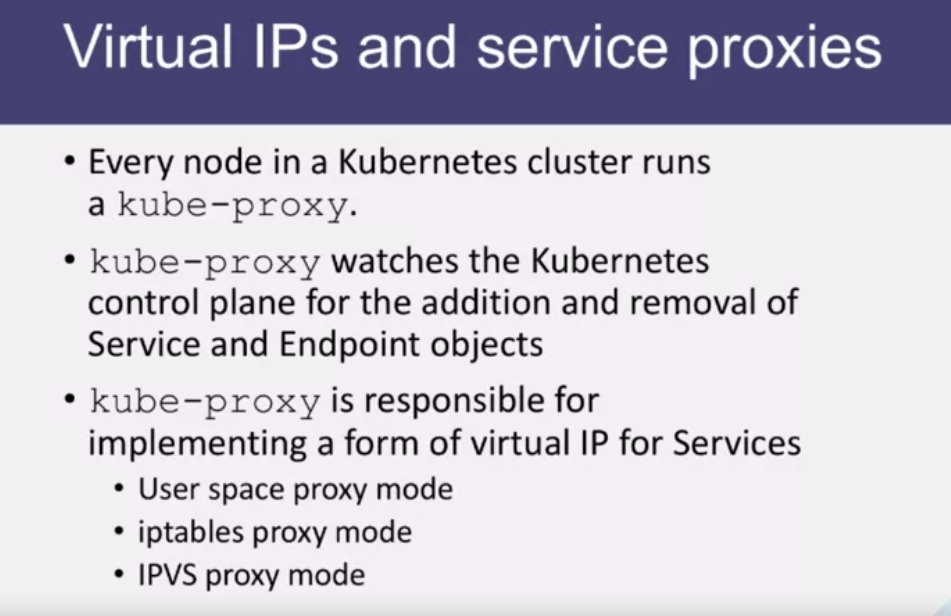 Virtual IPs and service proxies
• Every node in a Kubernetes cluster runs
a kube-proxy.
• kube-proxy watches the Kubernetes
control plane for the addition and removal of
Service and Endpoint objects
• kube-proxy is responsible for
implementing a form of virtual IP for Services
• User space proxy mode
• iptables proxy mode
• IPVS proxy mode